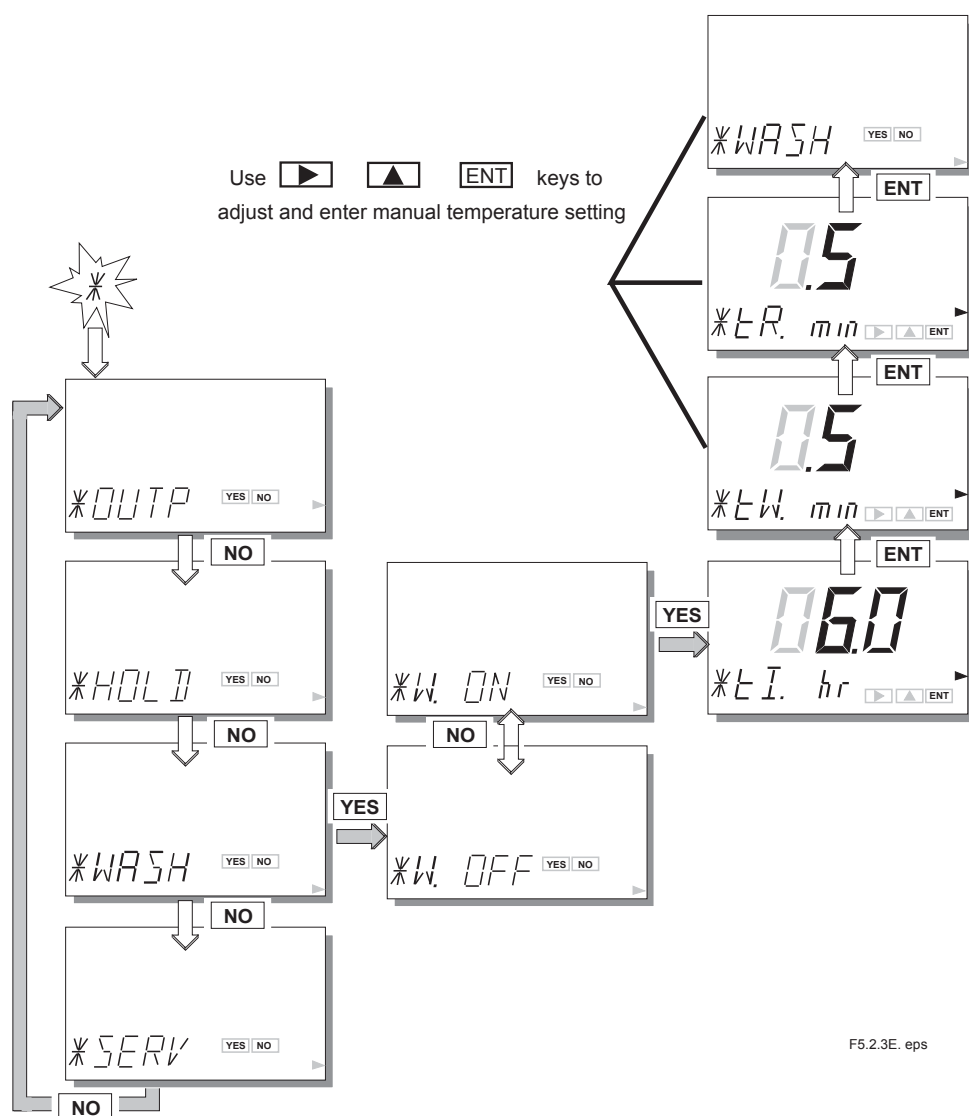 Use ENT keys to
adjust and enter manual temperature setting
*OUTP YES NO
NO
*HOLD YES NO
NO
*WASH YES NO
NO
*SERV YES NO
NO
YES
*W. ON YES NO
NO
*W. OFF YES NO
YES
*WASH YES NO
ENT
0.5
*tR. min ENT
ENT
0.5
*tW. min ENT
ENT
06.0
*tI. hr ENT
F5.2.3E. eps